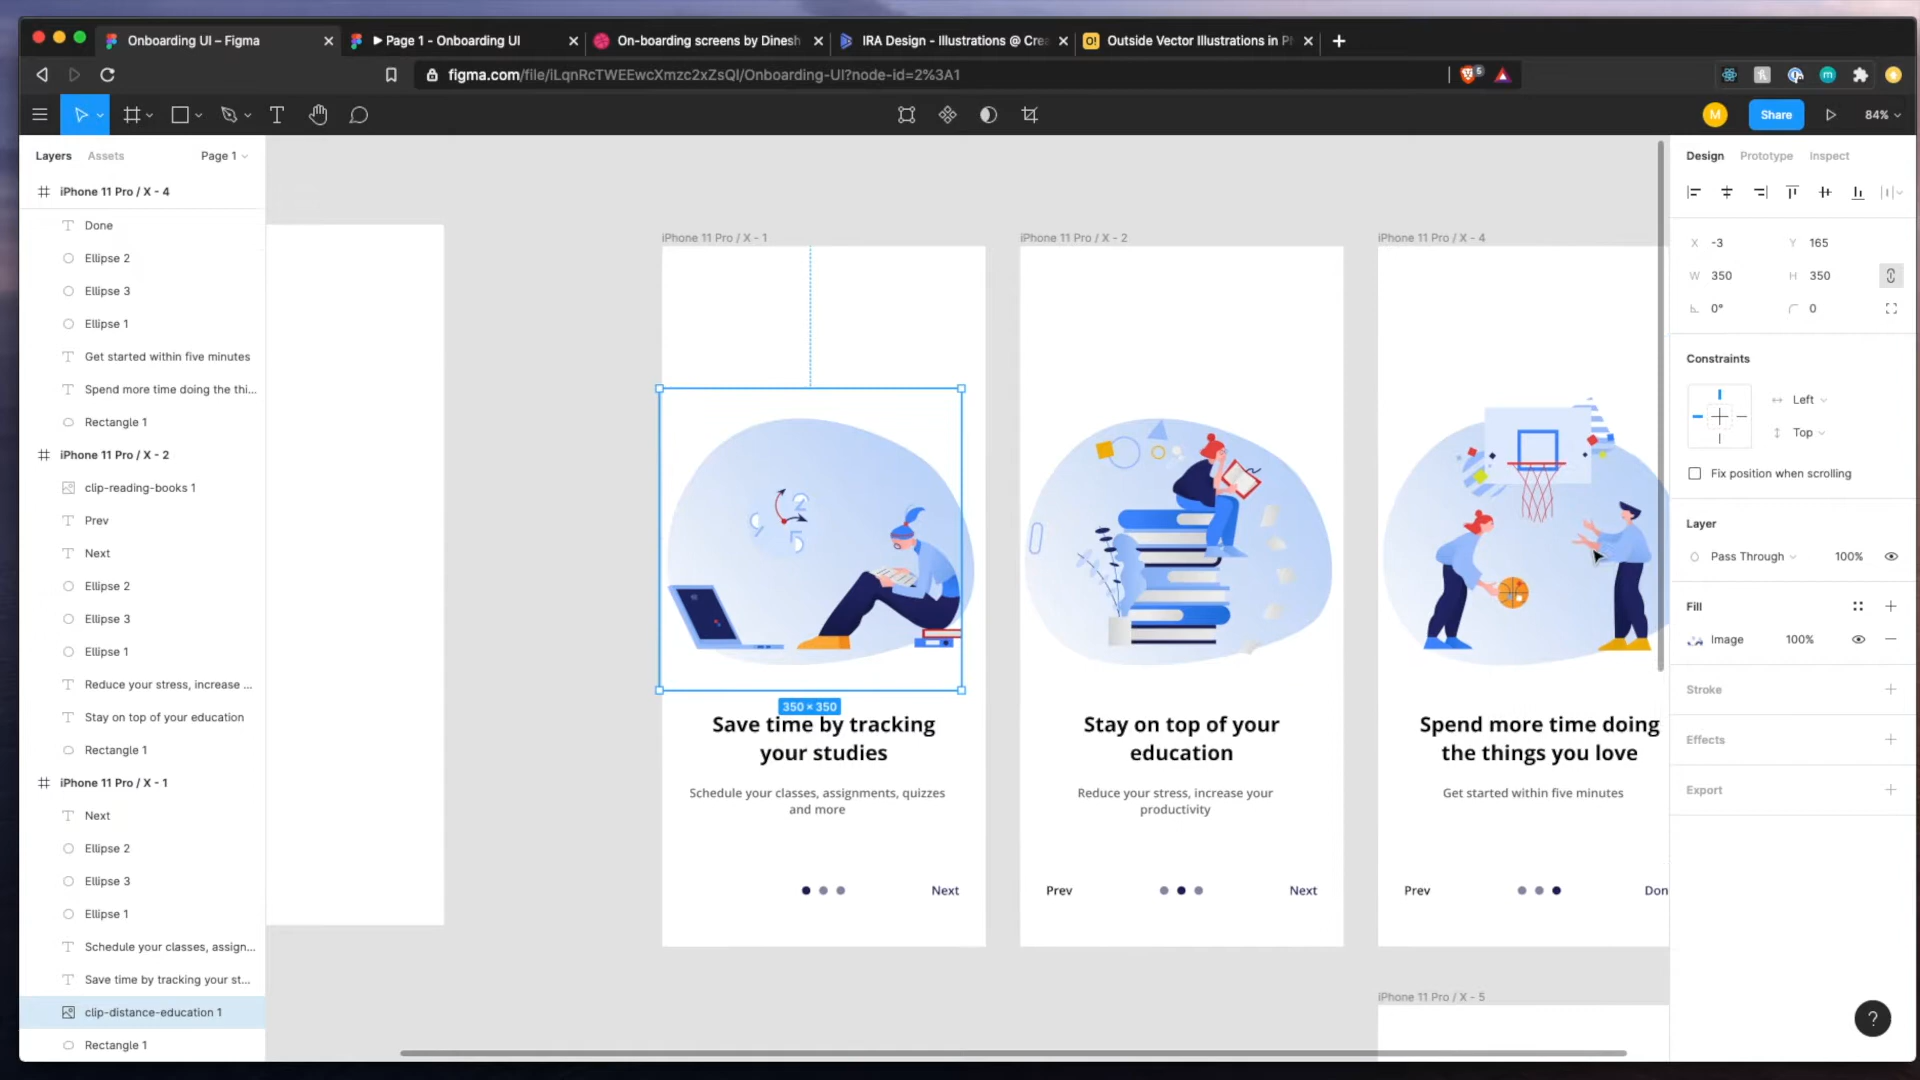 Onboarding UI – Figma
Page 1 - Onboarding UI
On-boarding screens by Dinesh
IRA Design - Illustrations @ Crea
Outside Vector Illustrations in PN
figma.com/file/iLqnRcTWEEwcXmzc2xZsQl/Onboarding-UI?node-id=2%3A1
5
m
M
Share
84%
Layers
Assets
Page 1
Design
Prototype
Inspect
iPhone 11 Pro / X - 4
Done
Ellipse 2
Ellipse 3
Ellipse 1
Get started within five minutes
Spend more time doing the thi...
Rectangle 1
iPhone 11 Pro / X - 2
clip-reading-books 1
Prev
Next
Ellipse 2
Ellipse 3
Ellipse 1
Reduce your stress, increase ...
Stay on top of your education
Rectangle 1
iPhone 11 Pro / X - 1
Next
Ellipse 2
Ellipse 3
Ellipse 1
Schedule your classes, assign...
Save time by tracking your st...
clip-distance-education 1
Rectangle 1
iPhone 11 Pro / X - 1
350 × 350
Save time by tracking
your studies
Schedule your classes, assignments, quizzes
and more
Next
iPhone 11 Pro / X - 2
Stay on top of your
education
Reduce your stress, increase your
productivity
Prev
Next
iPhone 11 Pro / X - 4
Spend more time doing
the things you love
Get started within five minutes
Prev
Don
iPhone 11 Pro / X - 5
X -3
Y 165
W 350
H 350
0°
0
Constraints
Left
Top
Fix position when scrolling
Layer
Pass Through
100%
Fill
Image
100%
Stroke
Effects
Export
?